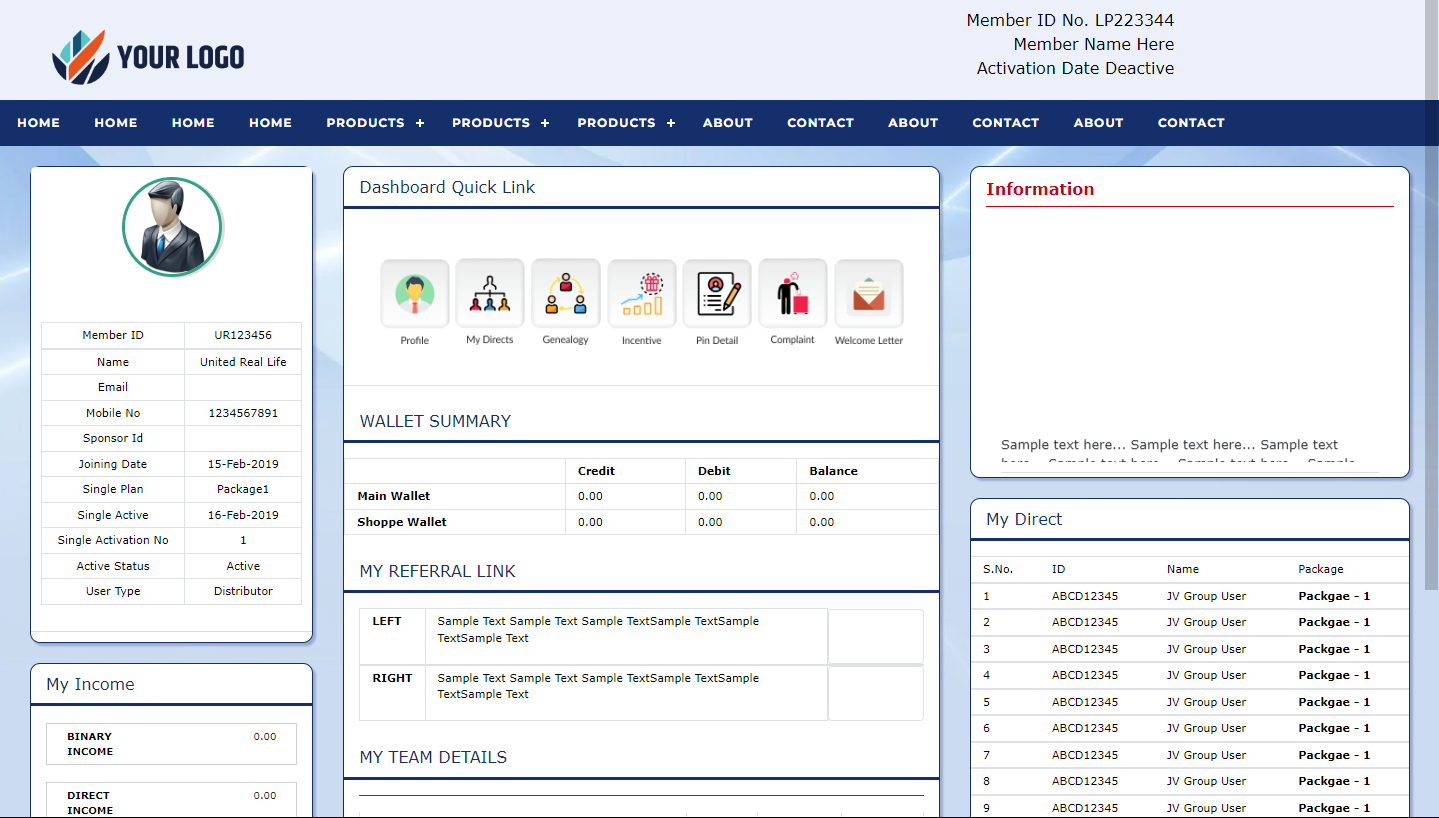 YOUR LOGO
Member ID No. LP223344
Member Name Here
Activation Date Deactive
HOME HOME HOME HOME PRODUCTS + PRODUCTS + PRODUCTS + ABOUT CONTACT ABOUT CONTACT ABOUT CONTACT
Member ID UR123456
Name United Real Life
Email
Mobile No 1234567891
Sponsor Id
Joining Date 15-Feb-2019
Single Plan Package1
Single Active 16-Feb-2019
Single Activation No 1
Active Status Active
User Type Distributor
My Income
BINARY INCOME 0.00
DIRECT INCOME 0.00
Dashboard Quick Link
Profile My Directs Genealogy Incentive Pin Detail Complaint Welcome Letter
WALLET SUMMARY
Credit Debit Balance
Main Wallet 0.00 0.00 0.00
Shoppe Wallet 0.00 0.00 0.00
MY REFERRAL LINK
LEFT Sample Text Sample Text Sample TextSample TextSample
TextSample Text
RIGHT Sample Text Sample Text Sample TextSample TextSample
TextSample Text
MY TEAM DETAILS
Information
Sample text here... Sample text here... Sample text
here... Sample text here... Sample text here... Sample
My Direct
S.No. ID Name Package
1 ABCD12345 JV Group User Packgae - 1
2 ABCD12345 JV Group User Packgae - 1
3 ABCD12345 JV Group User Packgae - 1
4 ABCD12345 JV Group User Packgae - 1
5 ABCD12345 JV Group User Packgae - 1
6 ABCD12345 JV Group User Packgae - 1
7 ABCD12345 JV Group User Packgae - 1
8 ABCD12345 JV Group User Packgae - 1
9 ABCD12345 JV Group User Packgae - 1